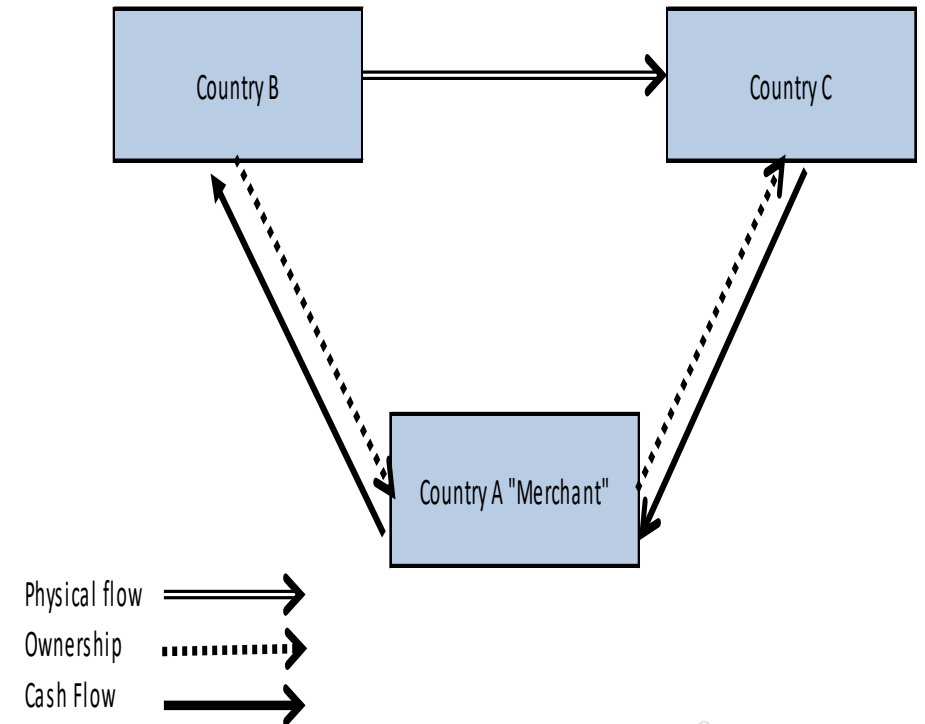 Country B
Country C
Country A "Merchant"
Physical flow
Ownership
Cash Flow